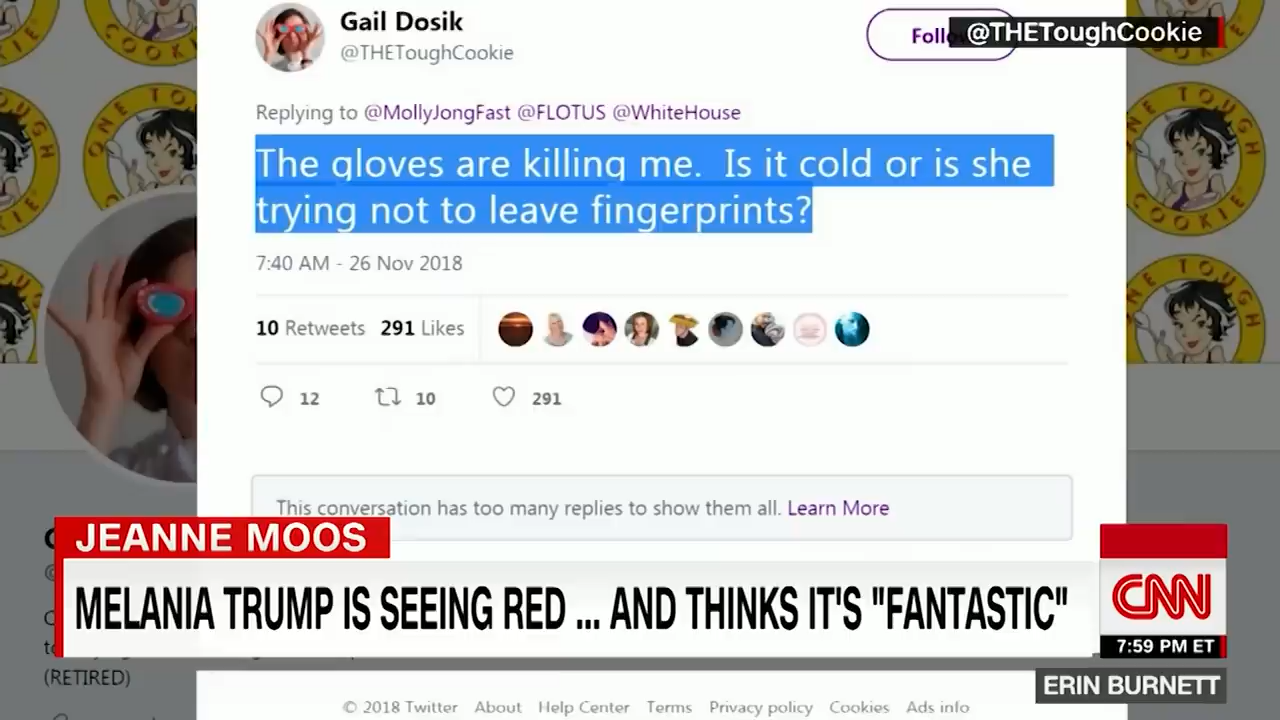 Gail Dosik
@THEToughCookie
@THEToughCookie
Replying to @MollyJongFast @FLOTUS @WhiteHouse
The gloves are killing me. Is it cold or is she
trying not to leave fingerprints?
7:40 AM - 26 Nov 2018
10 Retweets 291 Likes
12 10 291
This conversation has too many replies to show them all. Learn More
JEANNE MOOS
MELANIA TRUMP IS SEEING RED ... AND THINKS IT'S "FANTASTIC"
CNN
7:59 PM ET
ERIN BURNETT
(RETIRED)
© 2018 Twitter About Help Center Terms Privacy policy Cookies Ads info
ONE TOUGH
COOKIE